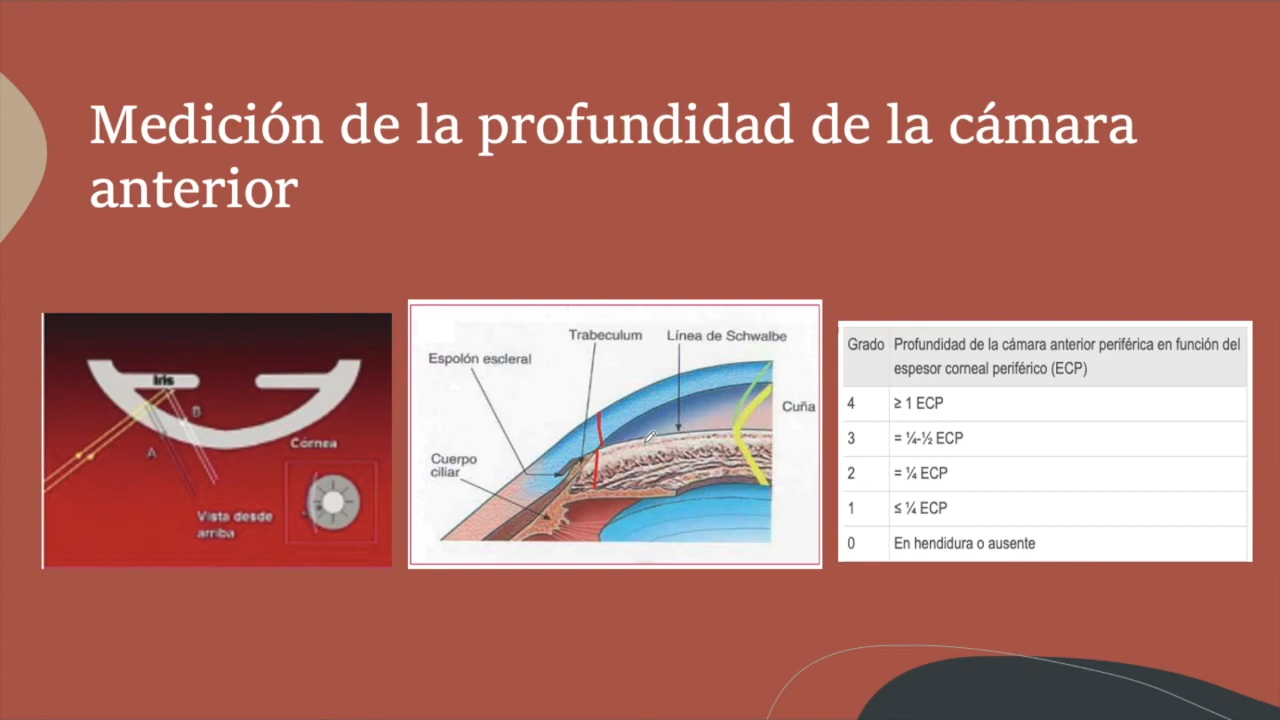 Medición de la profundidad de la cámara
anterior
Iris
B
A
Córnea
Vista desde
arriba
Trabeculum
Línea de Schwalbe
Espolón escleral
Cuña
Cuerpo
ciliar
Grado Profundidad de la cámara anterior periférica en función del
espesor corneal periférico (ECP)
4 ≥ 1 ECP
3 = ¼-½ ECP
2 = ¼ ECP
1 ≤ ¼ ECP
0 En hendidura o ausente